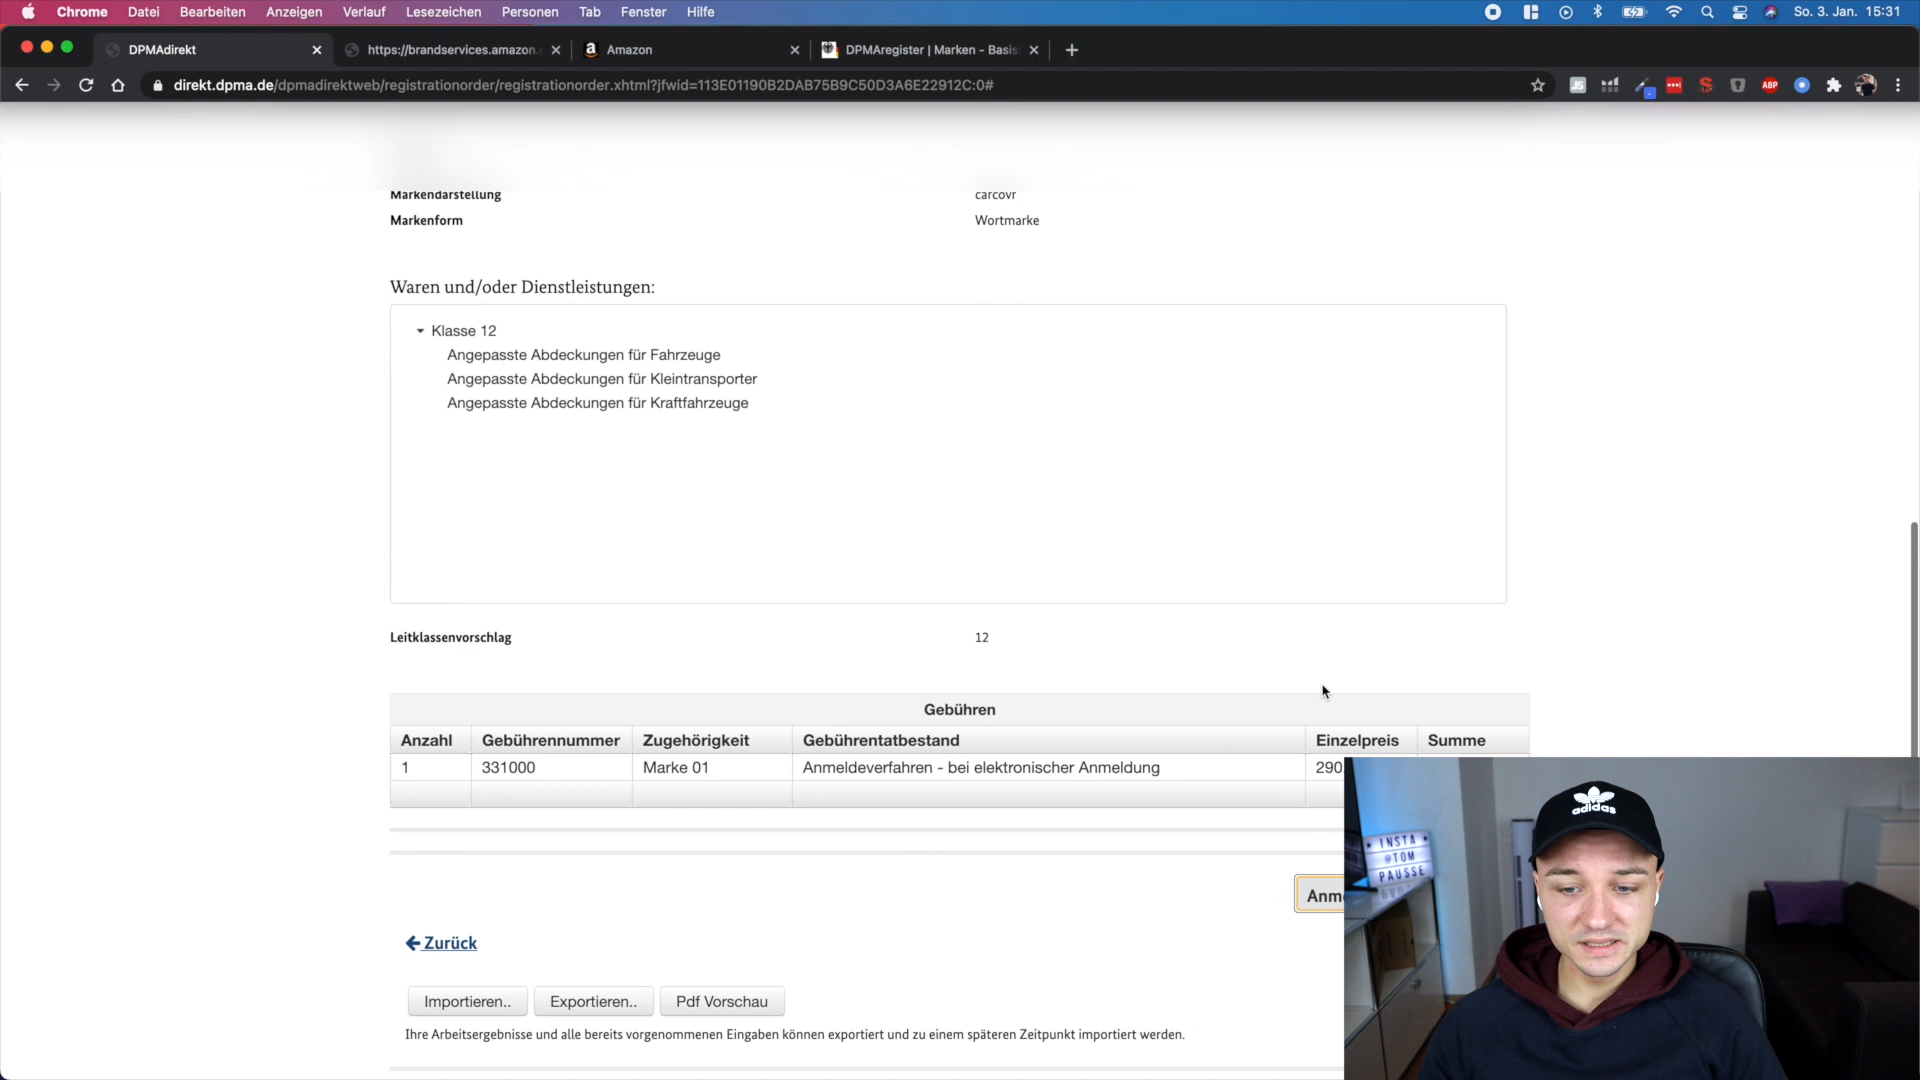 Chrome Datei Bearbeiten Anzeigen Verlauf Lesezeichen Personen Tab Fenster Hilfe So. 3. Jan. 15:31
DPMAdirekt https://brandservices.amazon. Amazon DPMAregister | Marken - Basis
direkt.dpma.de/dpmadirektweb/registrationorder/registrationorder.xhtml?jfwid=113E01190B2DAB75B9C50D3A6E22912C:0# ABP
Markendarstellung carcovr
Markenform Wortmarke
Waren und/oder Dienstleistungen:
Klasse 12
Angepasste Abdeckungen für Fahrzeuge
Angepasste Abdeckungen für Kleintransporter
Angepasste Abdeckungen für Kraftfahrzeuge
Leitklassenvorschlag 12
Gebühren
Anzahl Gebührennummer Zugehörigkeit Gebührentatbestand Einzelpreis Summe
1 331000 Marke 01 Anmeldeverfahren - bei elektronischer Anmeldung 290
adidas
INSTA
@TOM
PAUSSE
Anm
Zurück
Importieren.. Exportieren.. Pdf Vorschau
Ihre Arbeitsergebnisse und alle bereits vorgenommenen Eingaben können exportiert und zu einem späteren Zeitpunkt importiert werden.